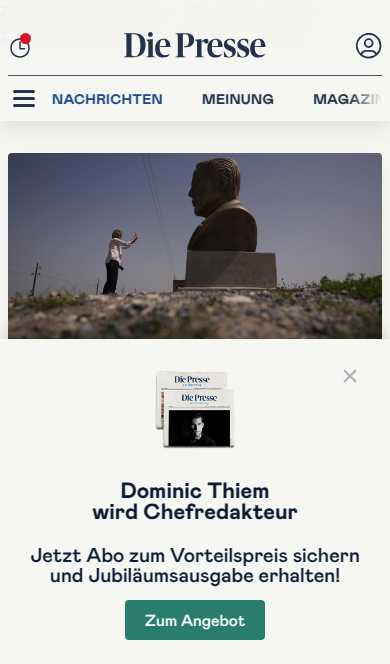 Die Presse
NACHRICHTEN MEINUNG MAGAZIN
Die Presse
Die Presse
Dominic Thiem
wird Chefredakteur
Jetzt Abo zum Vorteilspreis sichern
und Jubiläumsausgabe erhalten!
Zum Angebot